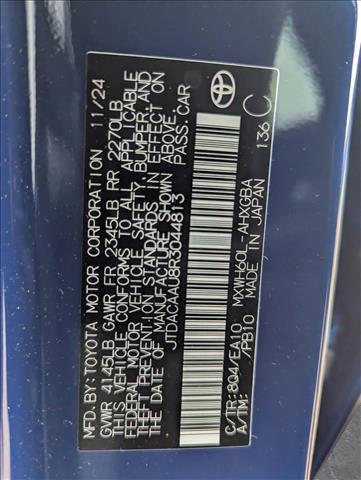 MFD. BY: TOYOTA MOTOR CORPORATION 11/24
GVWR 4145LB GAWR FR 2345LB RR 2270LB
THIS VEHICLE CONFORMS TO ALL APPLICABLE
FEDERAL MOTOR VEHICLE SAFETY, BUMPER, AND
THEFT PREVENTION STANDARDS IN EFFECT ON
THE DATE OF MANUFACTURE SHOWN ABOVE.
JTDACAAU8R3044813 PASS. CAR
C/TR: 8Q4/EA10 MXWH60L-AHXGBA
A/TM: /PB10 MADE IN JAPAN 136 C